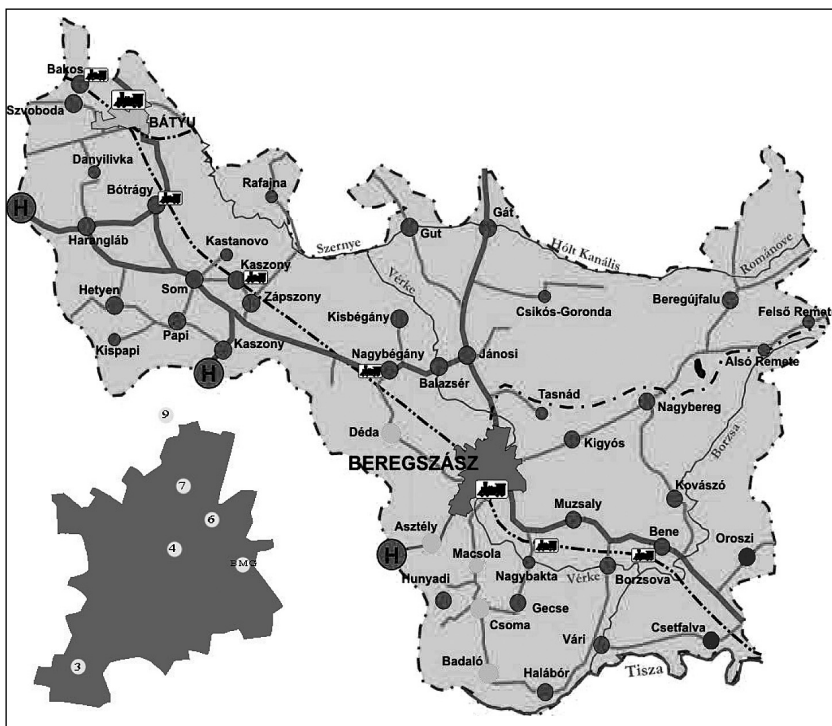 Bakos
Szvoboda
BÁTYU
Danyilivka
Bótrágy
Rafajna
H
Harangláb
Kastanovo
Szernye
Gut
Gát
Hólt Kanális
Románove
Kaszony
Vérke
Hetyen
Som
Zápszony
Csikós-Goronda
Beregújfalu
Felső Remete
Kisbégány
Kispapi
Papi
Kaszony
H
Nagybégány
Jánosi
Balazsér
Alsó Remete
Tasnád
Nagybereg
9
Déda
Kigyós
Borzsa
BEREGSZÁSZ
7
Kovászó
6
Muzsaly
4
Asztély
Bene
Oroszi
H
Macsola
BMG
Hunyadi
Nagybakta
Vérke
Borzsova
Gecse
Csoma
Vári
Csetfalva
3
Badaló
Halábór
Tisza